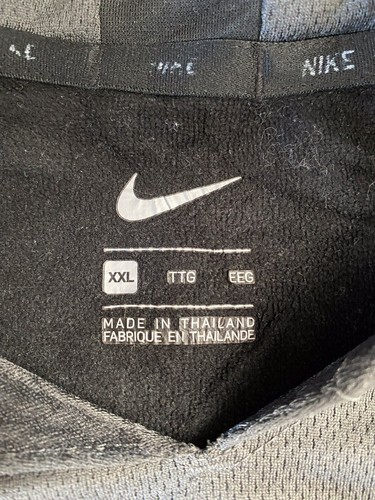 NIKE
XXL TTG EEG
MADE IN THAILAND
FABRIQUE EN THAILANDE